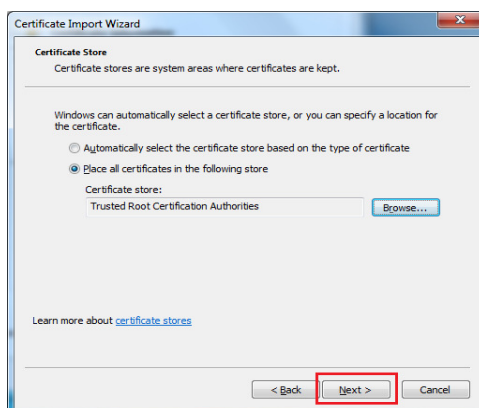 Certificate Import Wizard
Certificate Store
Certificate stores are system areas where certificates are kept.
Windows can automatically select a certificate store, or you can specify a location for
the certificate.
Automatically select the certificate store based on the type of certificate
Place all certificates in the following store
Certificate store:
Trusted Root Certification Authorities
Browse...
Learn more about certificate stores
< Back
Next >
Cancel